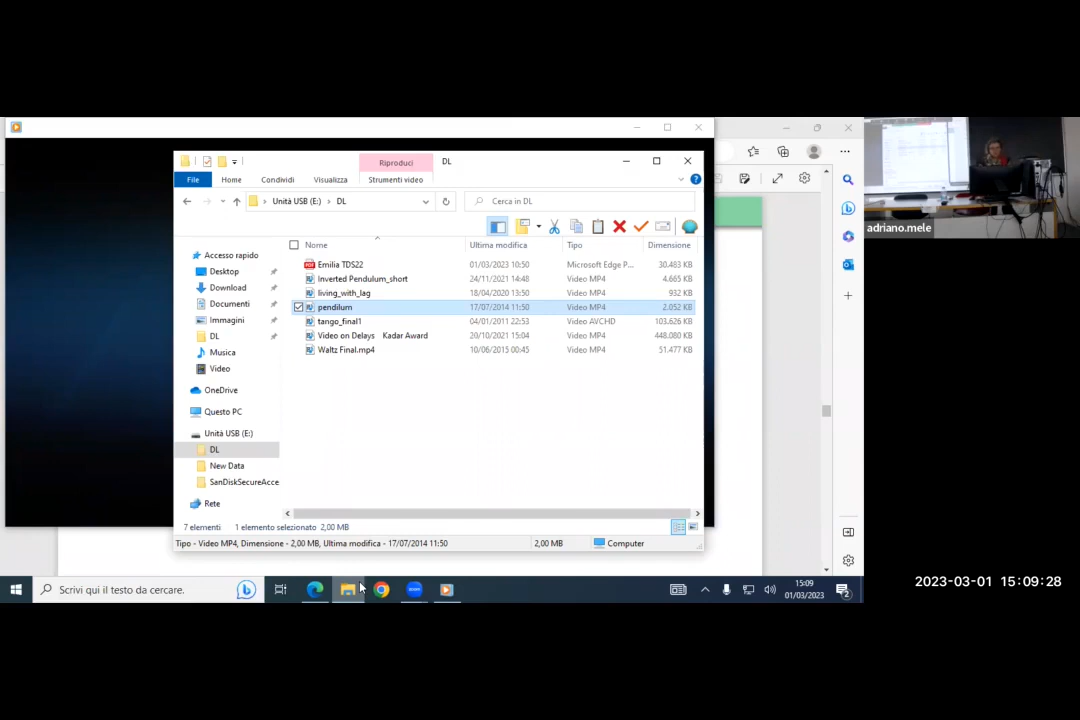 Riproduci
DL
File
Home
Condividi
Visualizza
Strumenti video
Unità USB (E:)
DL
Cerca in DL
Nome
Ultima modifica
Tipo
Dimensione
Accesso rapido
Desktop
Download
Documenti
Immagini
DL
Musica
Video
OneDrive
Questo PC
Unità USB (E:)
DL
New Data
SanDiskSecureAcce
Rete
Emilia TDS22 01/03/2023 10:50 Microsoft Edge P... 30.483 KB
Inverted Pendulum_short 24/11/2021 14:48 Video MP4 4.665 KB
living_with_lag 18/04/2020 13:50 Video MP4 932 KB
pendilum 17/07/2014 11:50 Video MP4 2.052 KB
tango_final1 04/01/2011 22:53 Video AVCHD 103.626 KB
Video on Delays Kadar Award 20/10/2021 15:04 Video MP4 448.080 KB
Waltz Final.mp4 10/06/2015 00:45 Video MP4 51.477 KB
7 elementi 1 elemento selezionato 2,00 MB
Tipo - Video MP4, Dimensione - 2,00 MB, Ultima modifica - 17/07/2014 11:50 2,00 MB Computer
adriano.mele
2023-03-01 15:09:28
Scrivi qui il testo da cercare.
15:09
01/03/2023
2